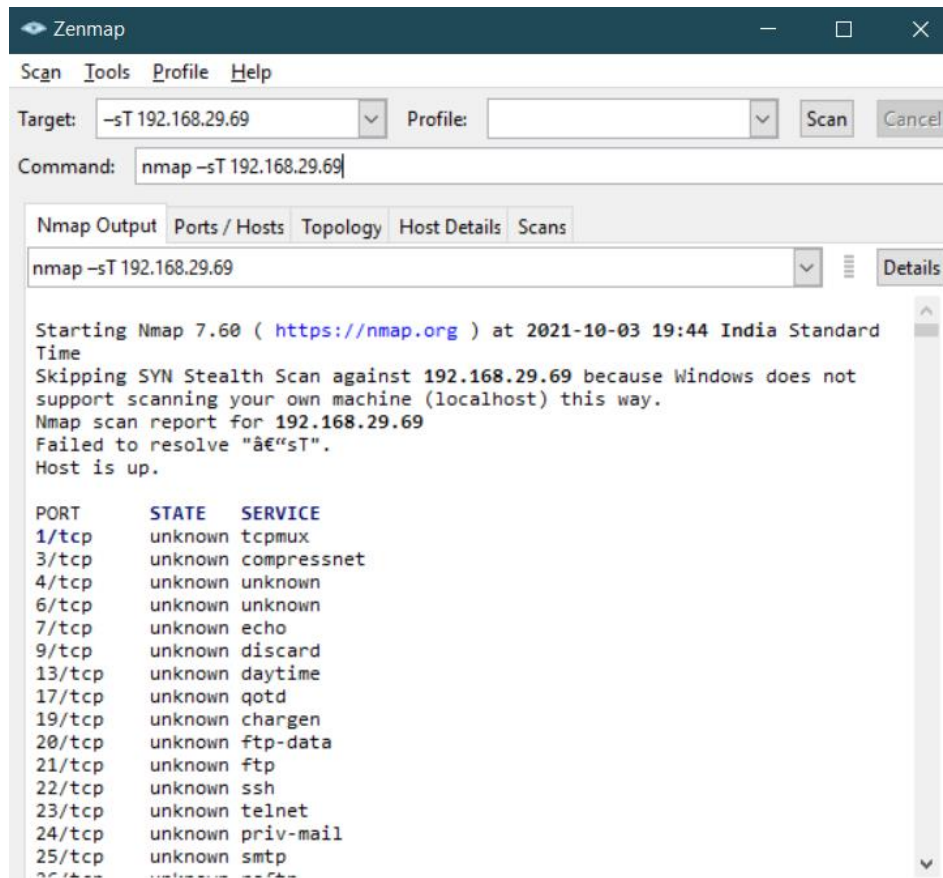 Zenmap
Scan Tools Profile Help
Target: –sT 192.168.29.69 Profile: Scan Cancel
Command: nmap –sT 192.168.29.69
Nmap Output Ports / Hosts Topology Host Details Scans
nmap –sT 192.168.29.69 Details
Starting Nmap 7.60 ( https://nmap.org ) at 2021-10-03 19:44 India Standard
Time
Skipping SYN Stealth Scan against 192.168.29.69 because Windows does not
support scanning your own machine (localhost) this way.
Nmap scan report for 192.168.29.69
Failed to resolve "â€“sT".
Host is up.
PORT STATE SERVICE
1/tcp unknown tcpmux
3/tcp unknown compressnet
4/tcp unknown unknown
6/tcp unknown unknown
7/tcp unknown echo
9/tcp unknown discard
13/tcp unknown daytime
17/tcp unknown qotd
19/tcp unknown chargen
20/tcp unknown ftp-data
21/tcp unknown ftp
22/tcp unknown ssh
23/tcp unknown telnet
24/tcp unknown priv-mail
25/tcp unknown smtp